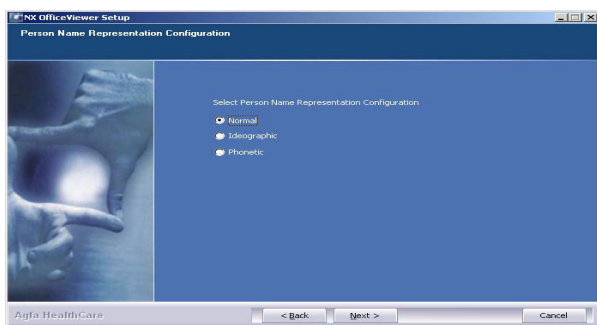 NX OfficeViewer Setup
Person Name Representation Configuration
Select Person Name Representation Configuration
Normal
Ideographic
Phonetic
Agfa HealthCare
< Back Next > Cancel